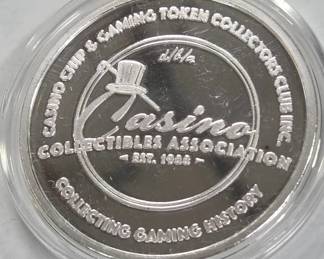 CASINO CHIP & GAMING TOKEN COLLECTORS CLUB INC.
d/b/a
Casino
COLLECTIBLES ASSOCIATION
EST. 1988
COLLECTING GAMING HISTORY